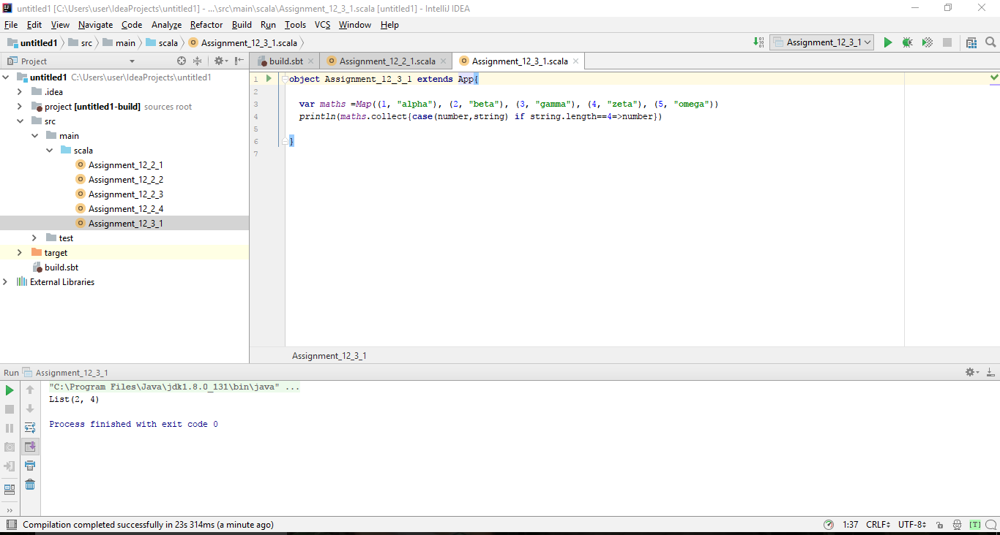 untitled1 [C:\Users\user\IdeaProjects\untitled1] - ...\src\main\scala\Assignment_12_3_1.scala [untitled1] - IntelliJ IDEA
File Edit View Navigate Code Analyze Refactor Build Run Tools VCS Window Help
untitled1 src main scala Assignment_12_3_1.scala Assignment_12_3_1
Project build.sbt Assignment_12_2_1.scala Assignment_12_3_1.scala
untitled1 C:\Users\user\IdeaProjects\untitled1
.idea
project [untitled1-build] sources root
src
main
scala
Assignment_12_2_1
Assignment_12_2_2
Assignment_12_2_3
Assignment_12_2_4
Assignment_12_3_1
test
target
build.sbt
External Libraries
1 object Assignment_12_3_1 extends App{
2
3 var maths =Map((1, "alpha"), (2, "beta"), (3, "gamma"), (4, "zeta"), (5, "omega"))
4 println(maths.collect{case(number,string) if string.length==4=>number})
5
6 }
7
Assignment_12_3_1
Run Assignment_12_3_1
"C:\Program Files\Java\jdk1.8.0_131\bin\java" ...
List(2, 4)
Process finished with exit code 0
Compilation completed successfully in 23s 314ms (a minute ago) 1:37 CRLF UTF-8 [T]